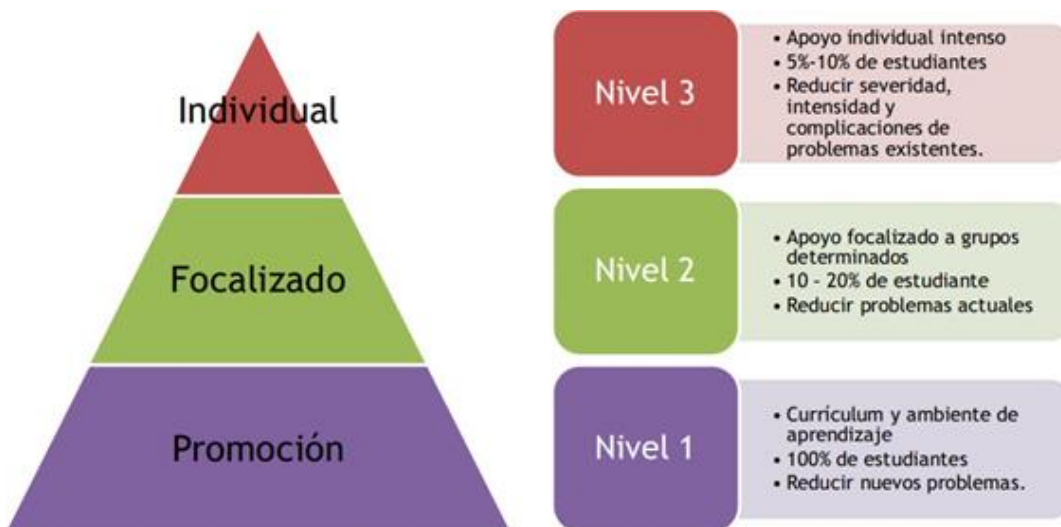 Individual
Focalizado
Promoción
Nivel 3
• Apoyo individual intenso
• 5%-10% de estudiantes
• Reducir severidad,
intensidad y
complicaciones de
problemas existentes.
Nivel 2
• Apoyo focalizado a grupos
determinados
• 10 - 20% de estudiante
• Reducir problemas actuales
Nivel 1
• Currículum y ambiente de
aprendizaje
• 100% de estudiantes
• Reducir nuevos problemas.